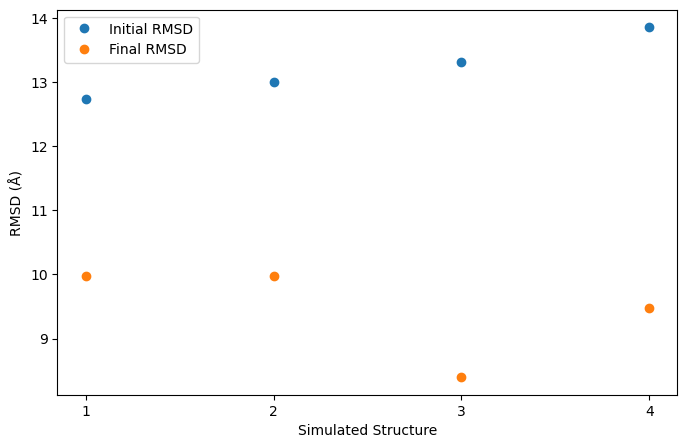 14
13
12
11
10
9
RMSD (Å)
Initial RMSD
Final RMSD
1 2 3 4
Simulated Structure